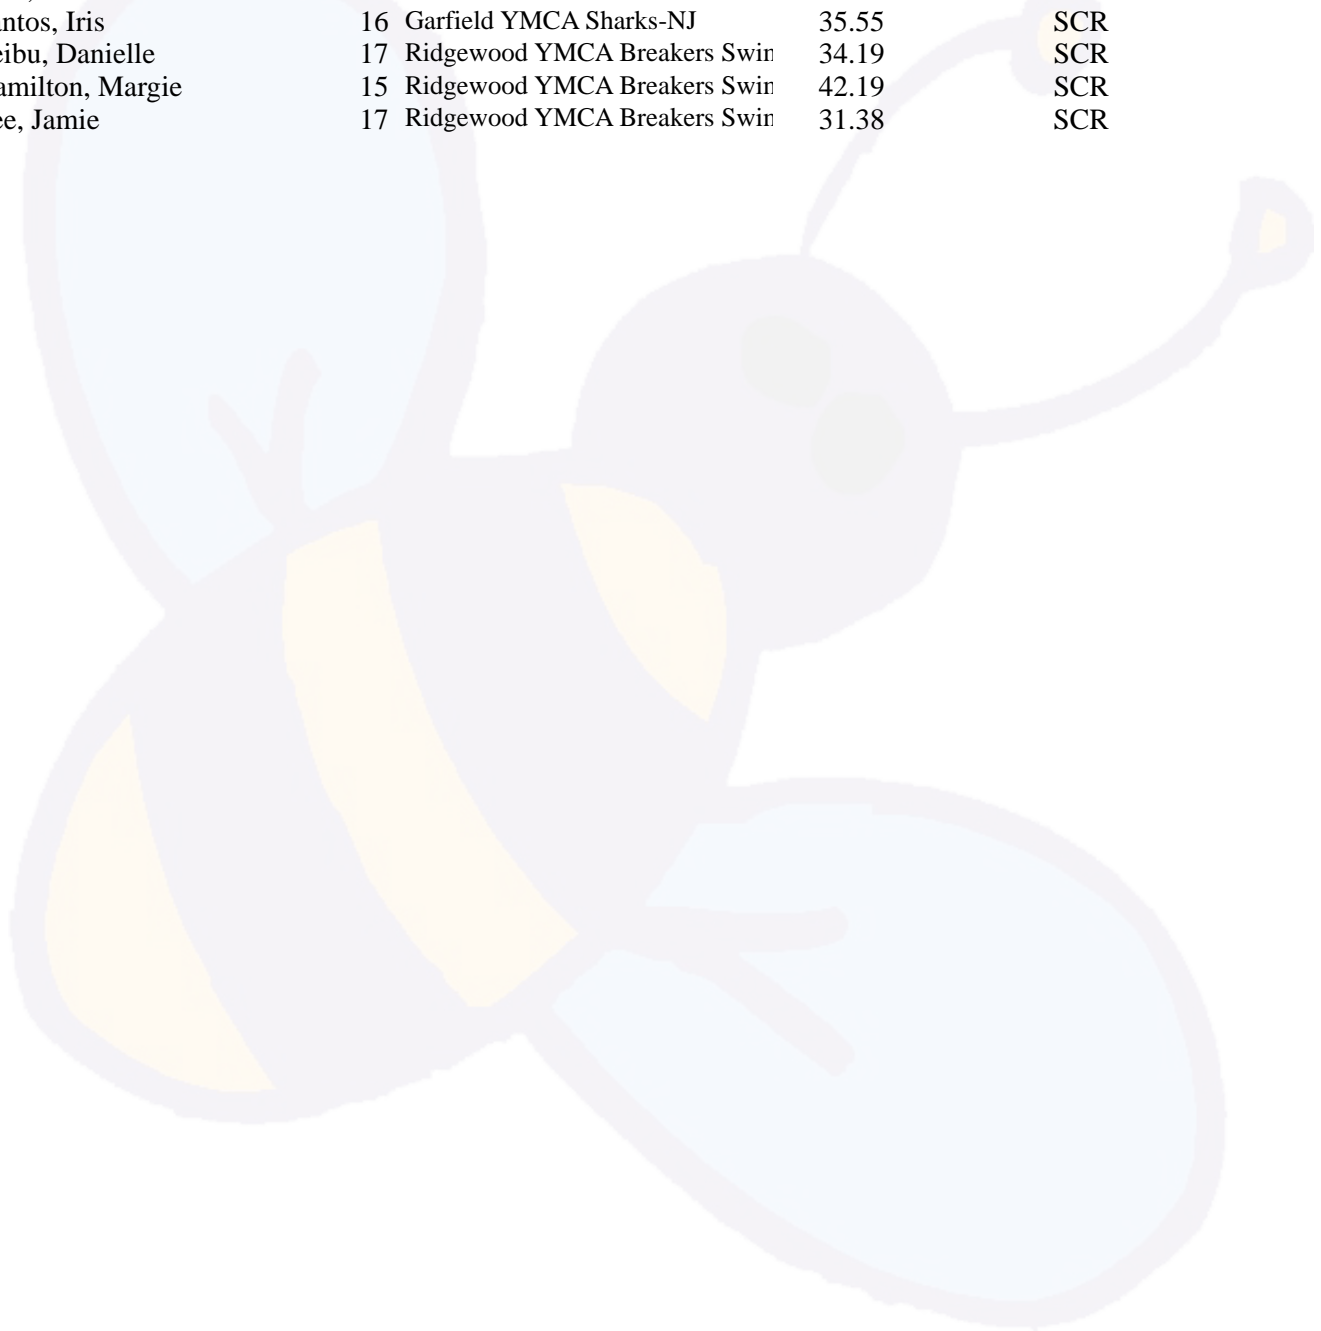 antos, Iris 16 Garfield YMCA Sharks-NJ 35.55 SCR
eibu, Danielle 17 Ridgewood YMCA Breakers Swin 34.19 SCR
amilton, Margie 15 Ridgewood YMCA Breakers Swin 42.19 SCR
ee, Jamie 17 Ridgewood YMCA Breakers Swin 31.38 SCR